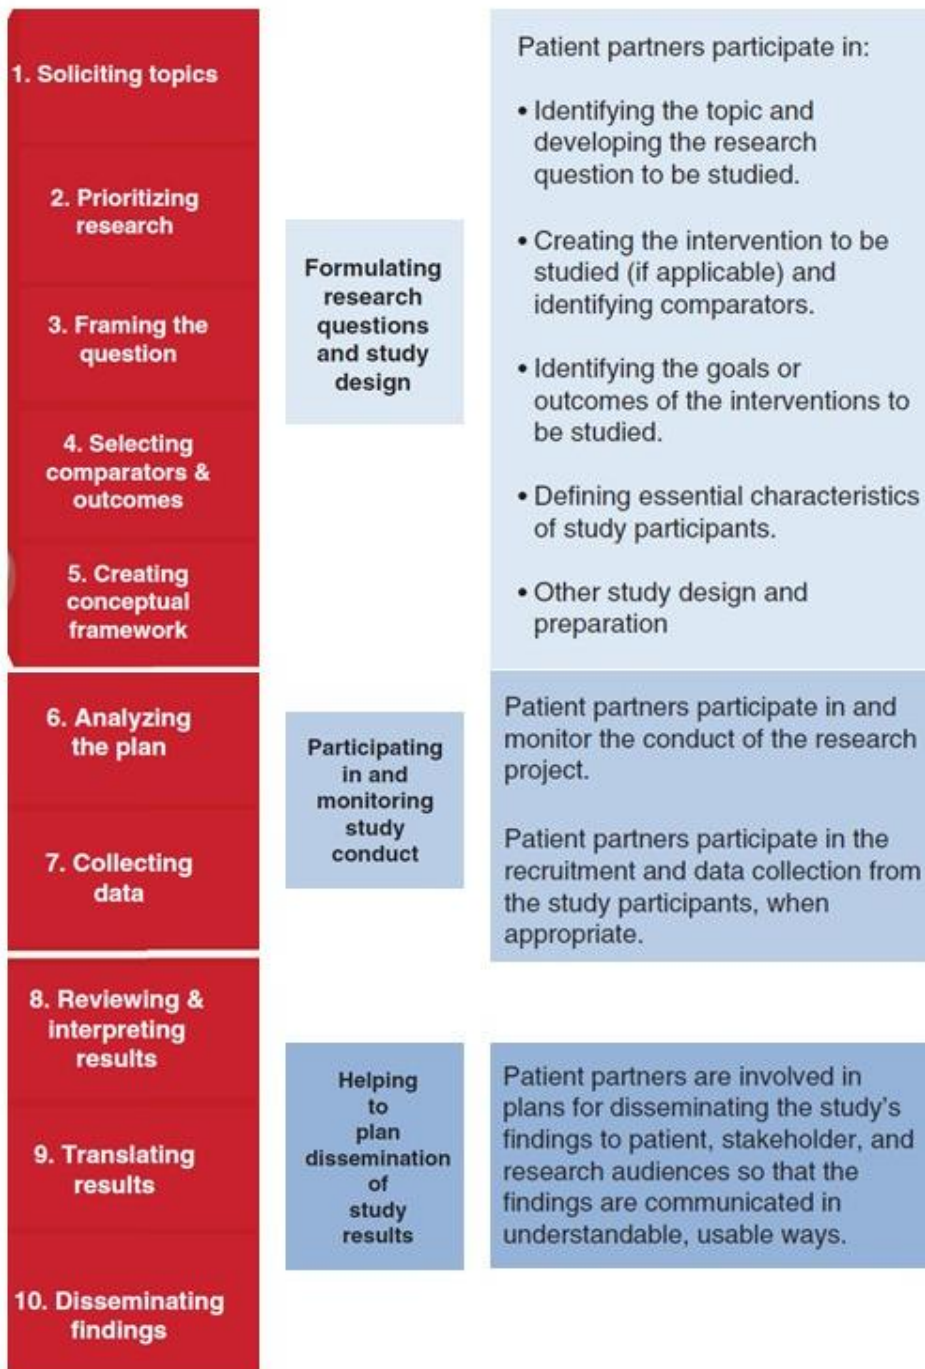 1. Soliciting topics
2. Prioritizing
research
3. Framing the
question
4. Selecting
comparators &
outcomes
5. Creating
conceptual
framework
Formulating
research
questions
and study
design
Patient partners participate in:
• Identifying the topic and
developing the research
question to be studied.
• Creating the intervention to be
studied (if applicable) and
identifying comparators.
• Identifying the goals or
outcomes of the interventions to
be studied.
• Defining essential characteristics
of study participants.
• Other study design and
preparation
6. Analyzing
the plan
7. Collecting
data
Participating
in and
monitoring
study
conduct
Patient partners participate in and
monitor the conduct of the research
project.
Patient partners participate in the
recruitment and data collection from
the study participants, when
appropriate.
8. Reviewing &
interpreting
results
9. Translating
results
10. Disseminating
findings
Helping
to
plan
dissemination
of
study
results
Patient partners are involved in
plans for disseminating the study's
findings to patient, stakeholder, and
research audiences so that the
findings are communicated in
understandable, usable ways.